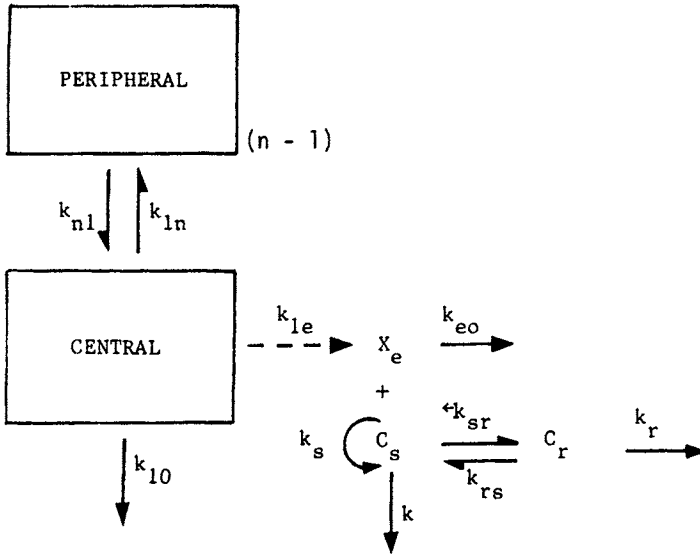 PERIPHERAL
(n - 1)
k_n1 k_1n
CENTRAL
k_1e
X_e
k_eo
+
k_s
C_s
←k_sr
k_rs
C_r
k_r
k_10
k